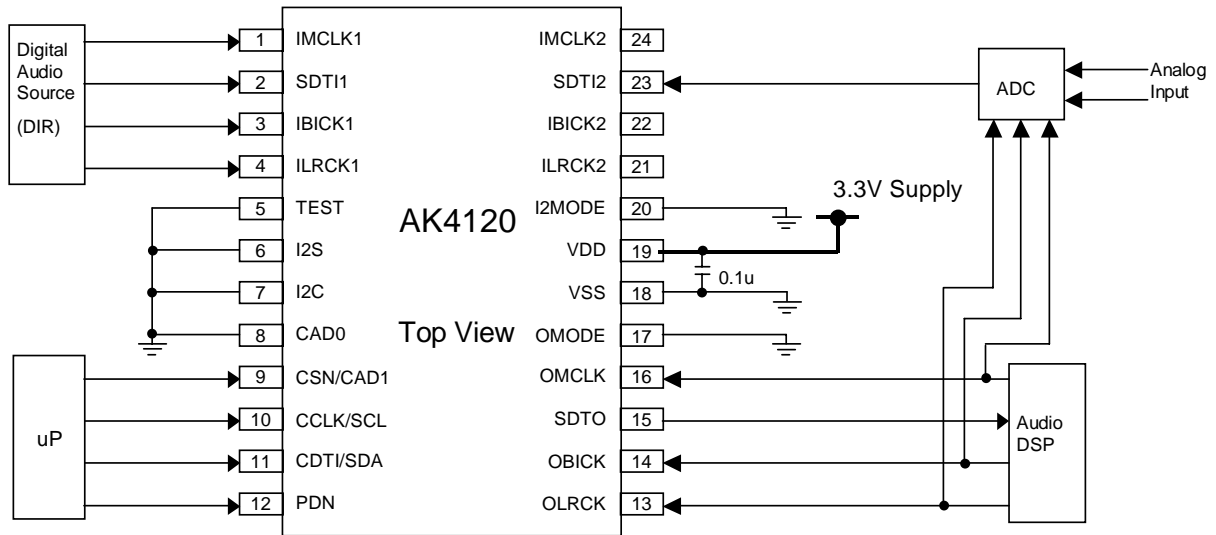 Digital
Audio
Source
(DIR)
uP
1 IMCLK1
2 SDTI1
3 IBICK1
4 ILRCK1
5 TEST
6 I2S
7 I2C
8 CAD0
9 CSN/CAD1
10 CCLK/SCL
11 CDTI/SDA
12 PDN
AK4120
Top View
IMCLK2 24
SDTI2 23
IBICK2 22
ILRCK2 21
I2MODE 20
VDD 19
VSS 18
OMODE 17
OMCLK 16
SDTO 15
OBICK 14
OLRCK 13
3.3V Supply
0.1u
ADC
Analog
Input
Audio
DSP